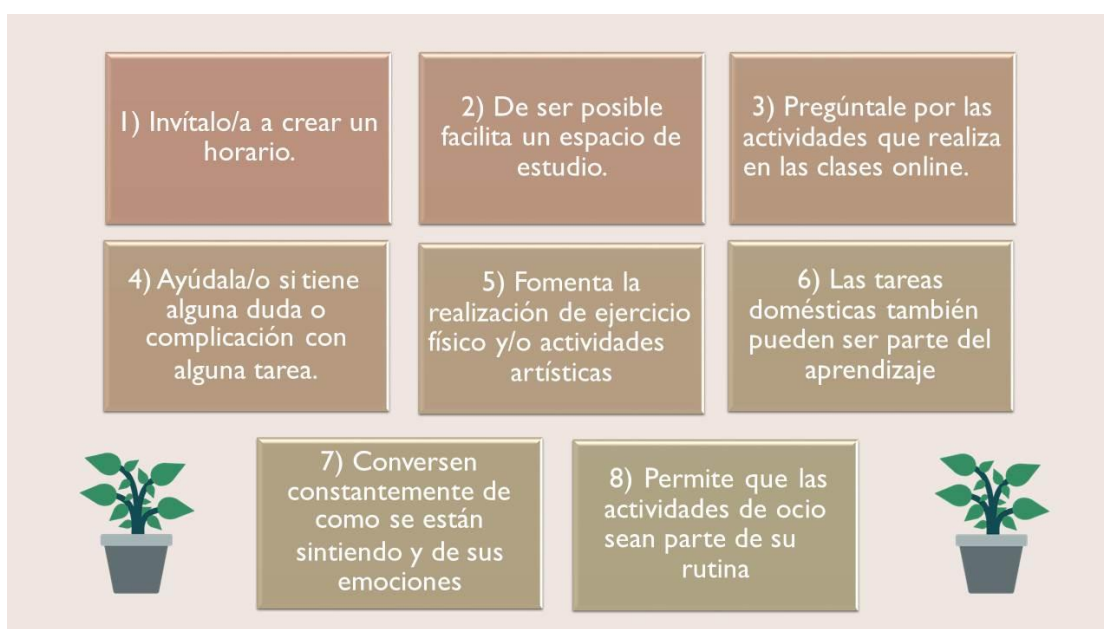 1) Invítalo/a a crear un
horario.
2) De ser posible
facilita un espacio de
estudio.
3) Pregúntale por las
actividades que realiza
en las clases online.
4) Ayúdala/o si tiene
alguna duda o
complicación con
alguna tarea.
5) Fomenta la
realización de ejercicio
físico y/o actividades
artísticas
6) Las tareas
domésticas también
pueden ser parte del
aprendizaje
7) Conversen
constantemente de
como se están
sintiendo y de sus
emociones
8) Permite que las
actividades de ocio
sean parte de su
rutina